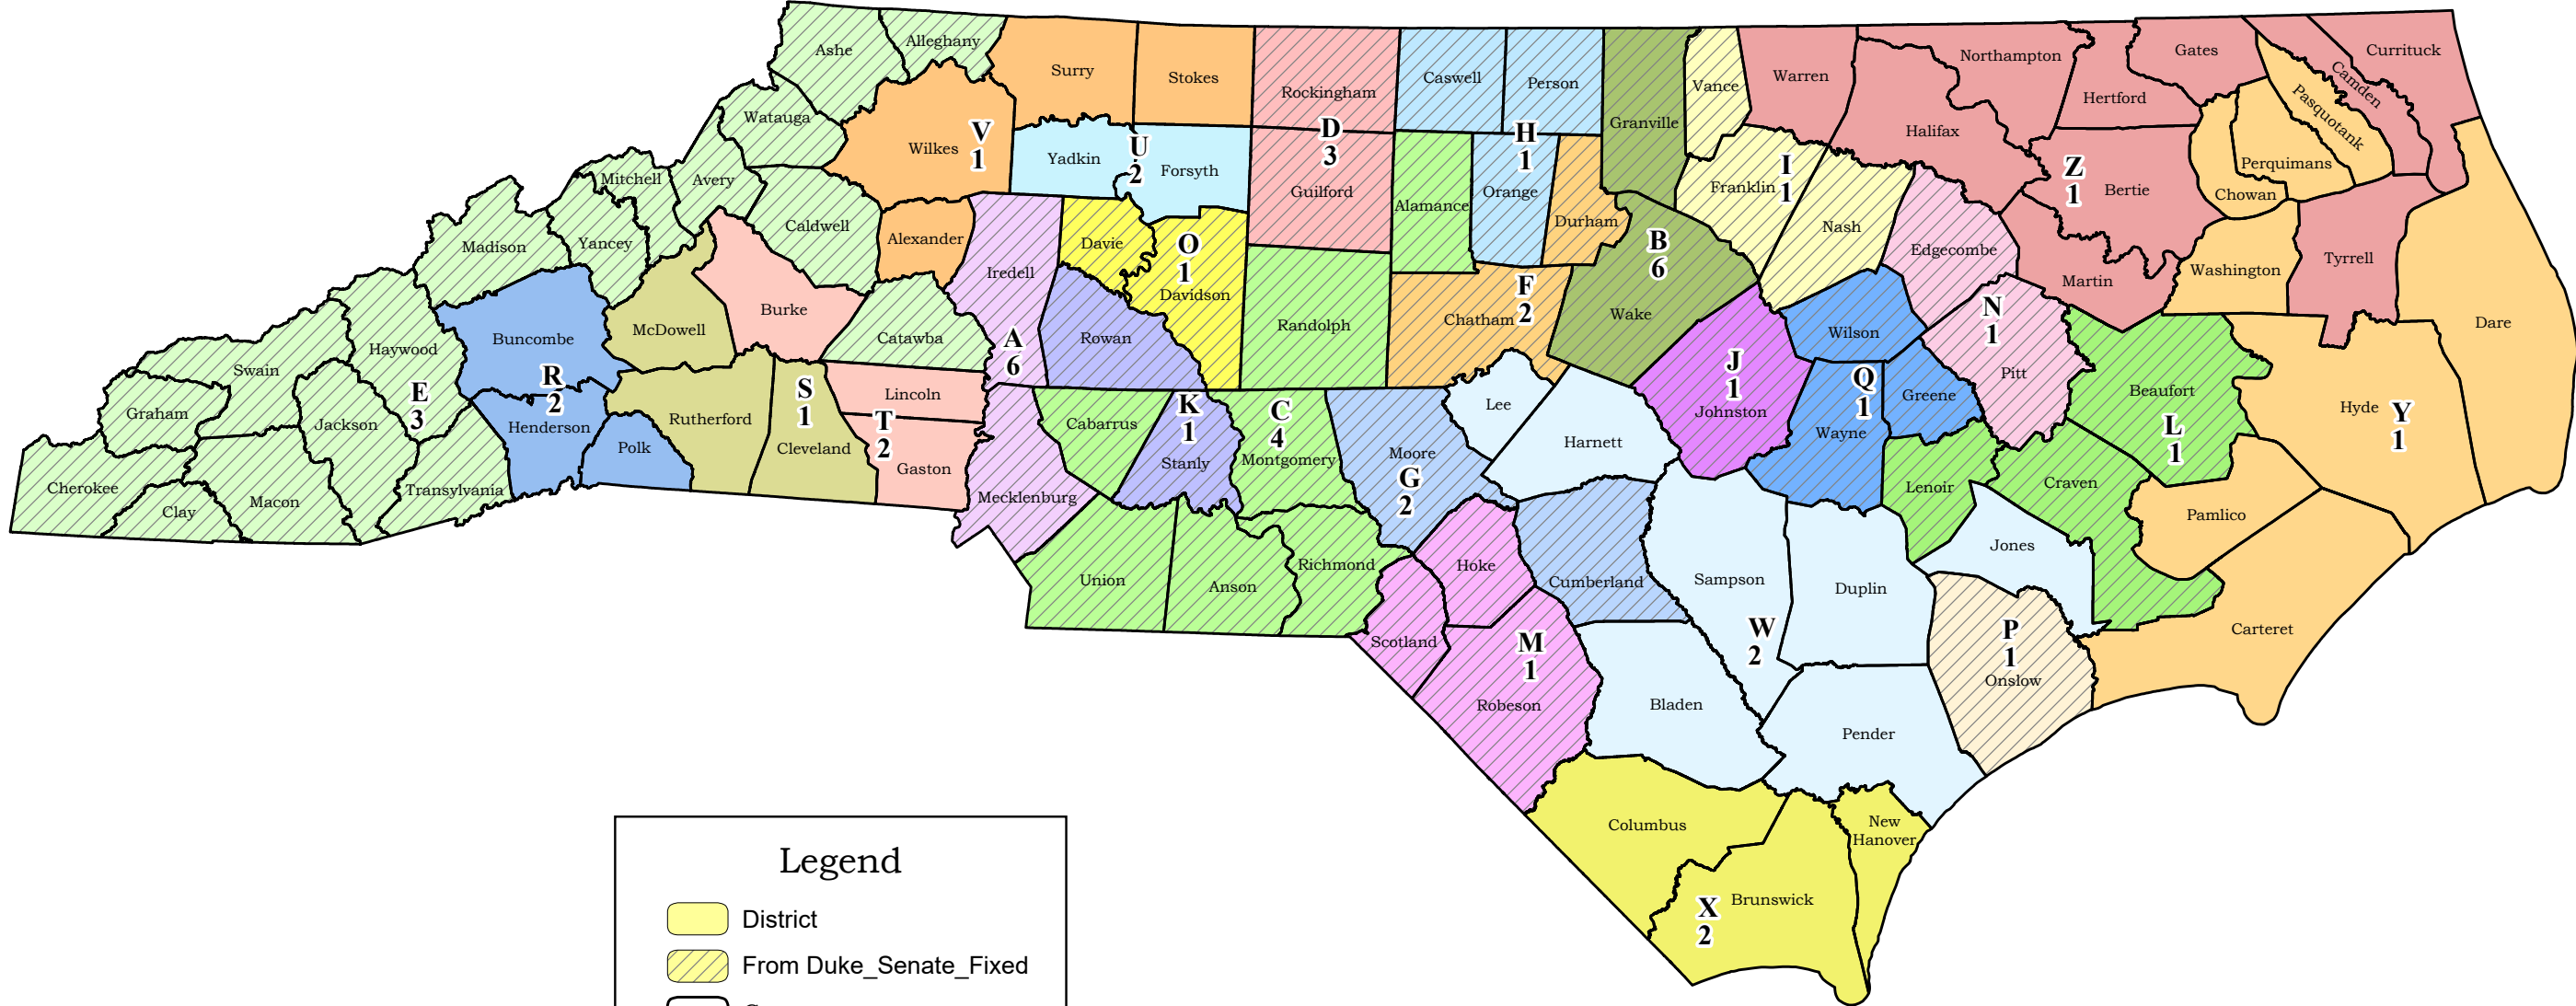 Ashe
Alleghany
Surry
Stokes
Rockingham
Caswell
Person
Granville
Vance
Warren
Northampton
Gates
Currituck
Camden
Hertford
Pasquotank
Halifax
Watauga
Wilkes
V
1
Yadkin
U
2
Forsyth
D
3
Guilford
H
1
Orange
Alamance
Durham
Franklin
I
1
Nash
Z
1
Bertie
Perquimans
Chowan
Mitchell
Avery
Caldwell
Alexander
Iredell
Davie
O
1
Davidson
Madison
Yancey
B
6
Wake
Edgecombe
Martin
Washington
Tyrrell
Dare
Buncombe
McDowell
Burke
Catawba
A
6
Rowan
Randolph
F
2
Chatham
Wilson
N
1
Pitt
Swain
Haywood
E
3
R
2
Henderson
Polk
Rutherford
S
1
Cleveland
Lincoln
T
2
Gaston
Graham
Jackson
Cherokee
Clay
Macon
Transylvania
Mecklenburg
Cabarrus
K
1
Stanly
C
4
Montgomery
Moore
G
2
Lee
Harnett
J
1
Johnston
Q
1
Wayne
Greene
Beaufort
L
1
Hyde
Y
1
Lenoir
Craven
Pamlico
Jones
Union
Anson
Richmond
Hoke
Cumberland
Sampson
Duplin
Scotland
M
1
Robeson
W
2
P
1
Onslow
Carteret
Bladen
Pender
Columbus
New
Hanover
Brunswick
X
2
Legend
District
From Duke_Senate_Fixed